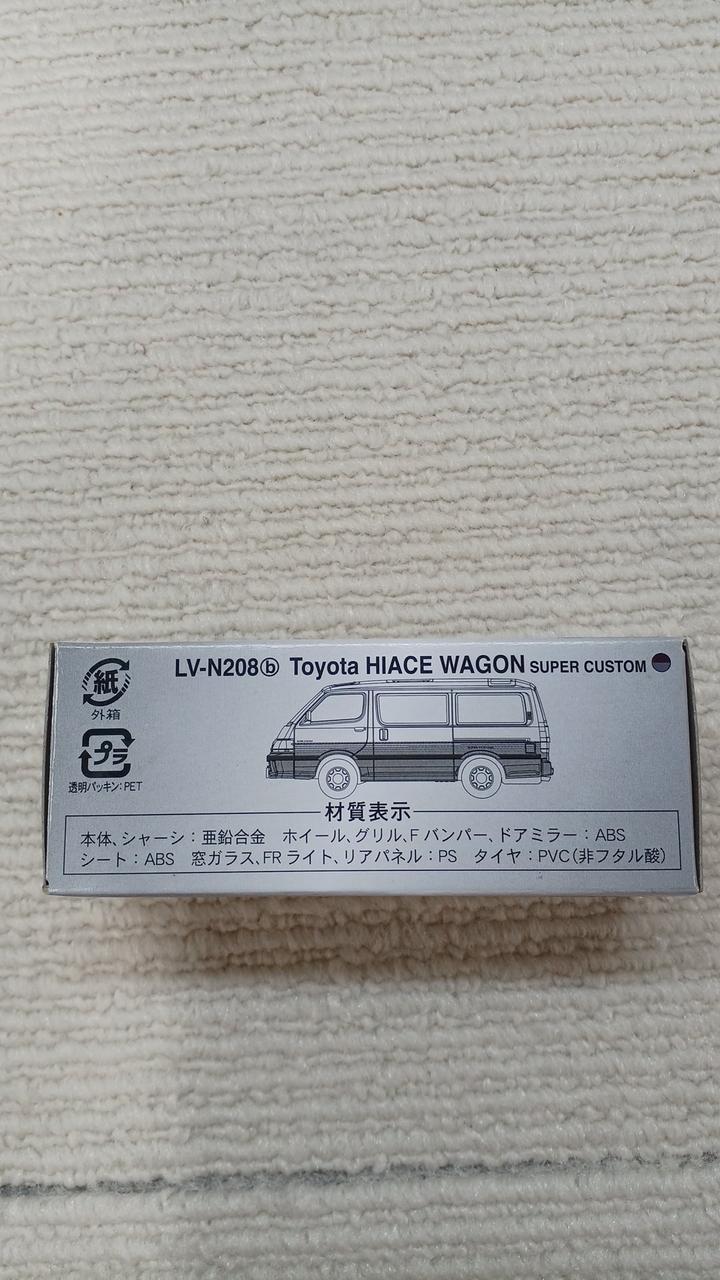 紙
外箱
プラ
透明パッキン:PET
LV-N208ⓑ Toyota HIACE WAGON SUPER CUSTOM
材質表示
本体、シャーシ:亜鉛合金 ホイール、グリル、Fバンパー、ドアミラー:ABS
シート:ABS 窓ガラス、FRライト、リアパネル:PS タイヤ:PVC(非フタル酸)